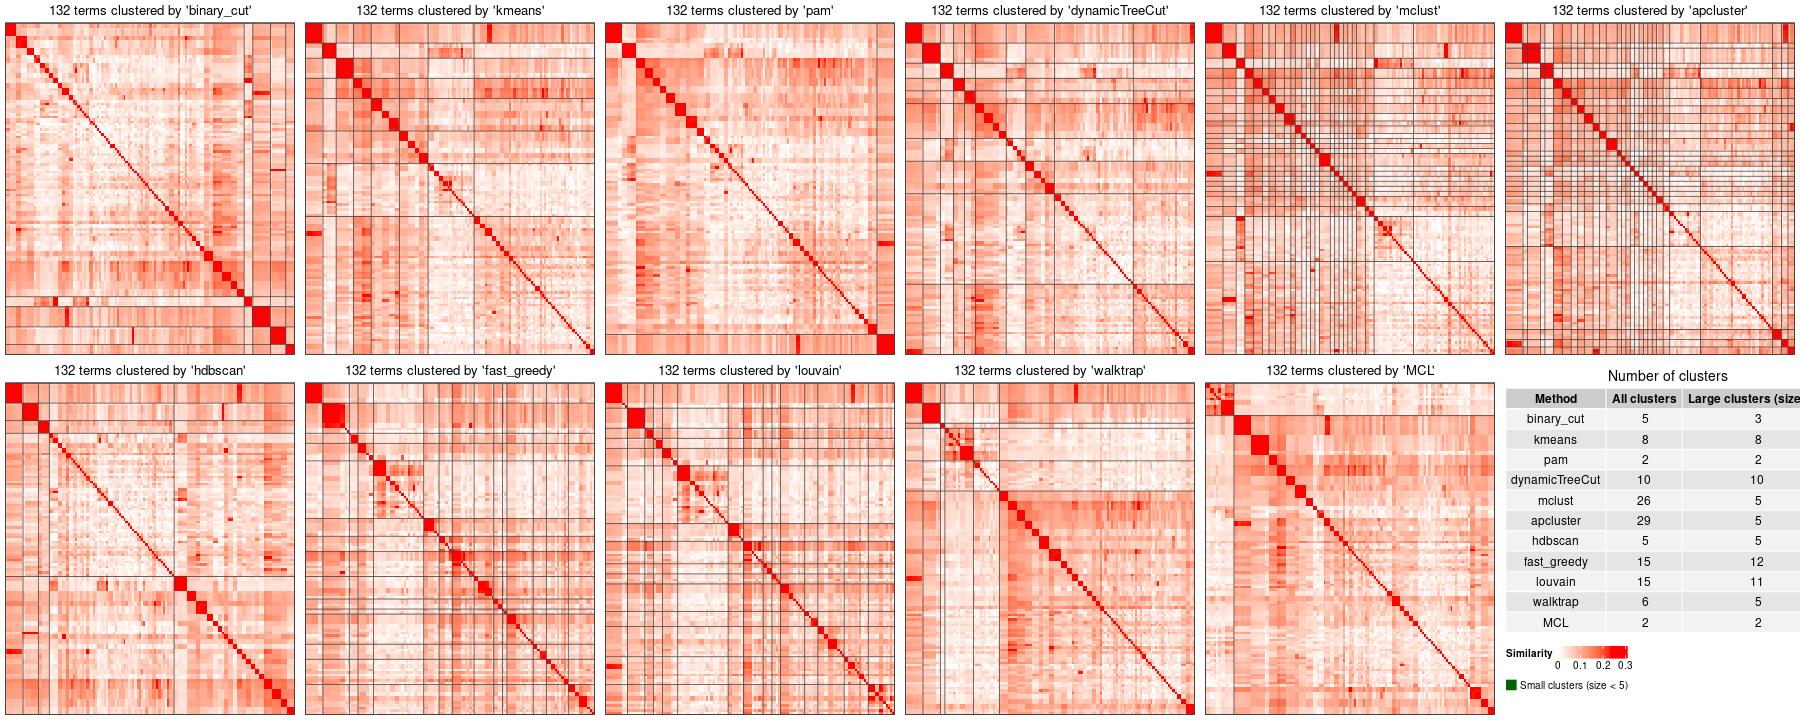 132 terms clustered by 'binary_cut'
132 terms clustered by 'kmeans'
132 terms clustered by 'pam'
132 terms clustered by 'dynamicTreeCut'
132 terms clustered by 'mclust'
132 terms clustered by 'apcluster'
132 terms clustered by 'hdbscan'
132 terms clustered by 'fast_greedy'
132 terms clustered by 'louvain'
132 terms clustered by 'walktrap'
132 terms clustered by 'MCL'
Number of clusters
Method All clusters Large clusters (size
binary_cut 5 3
kmeans 8 8
pam 2 2
dynamicTreeCut 10 10
mclust 26 5
apcluster 29 5
hdbscan 5 5
fast_greedy 15 12
louvain 15 11
walktrap 6 5
MCL 2 2
Similarity
0 0.1 0.2 0.3
Small clusters (size < 5)